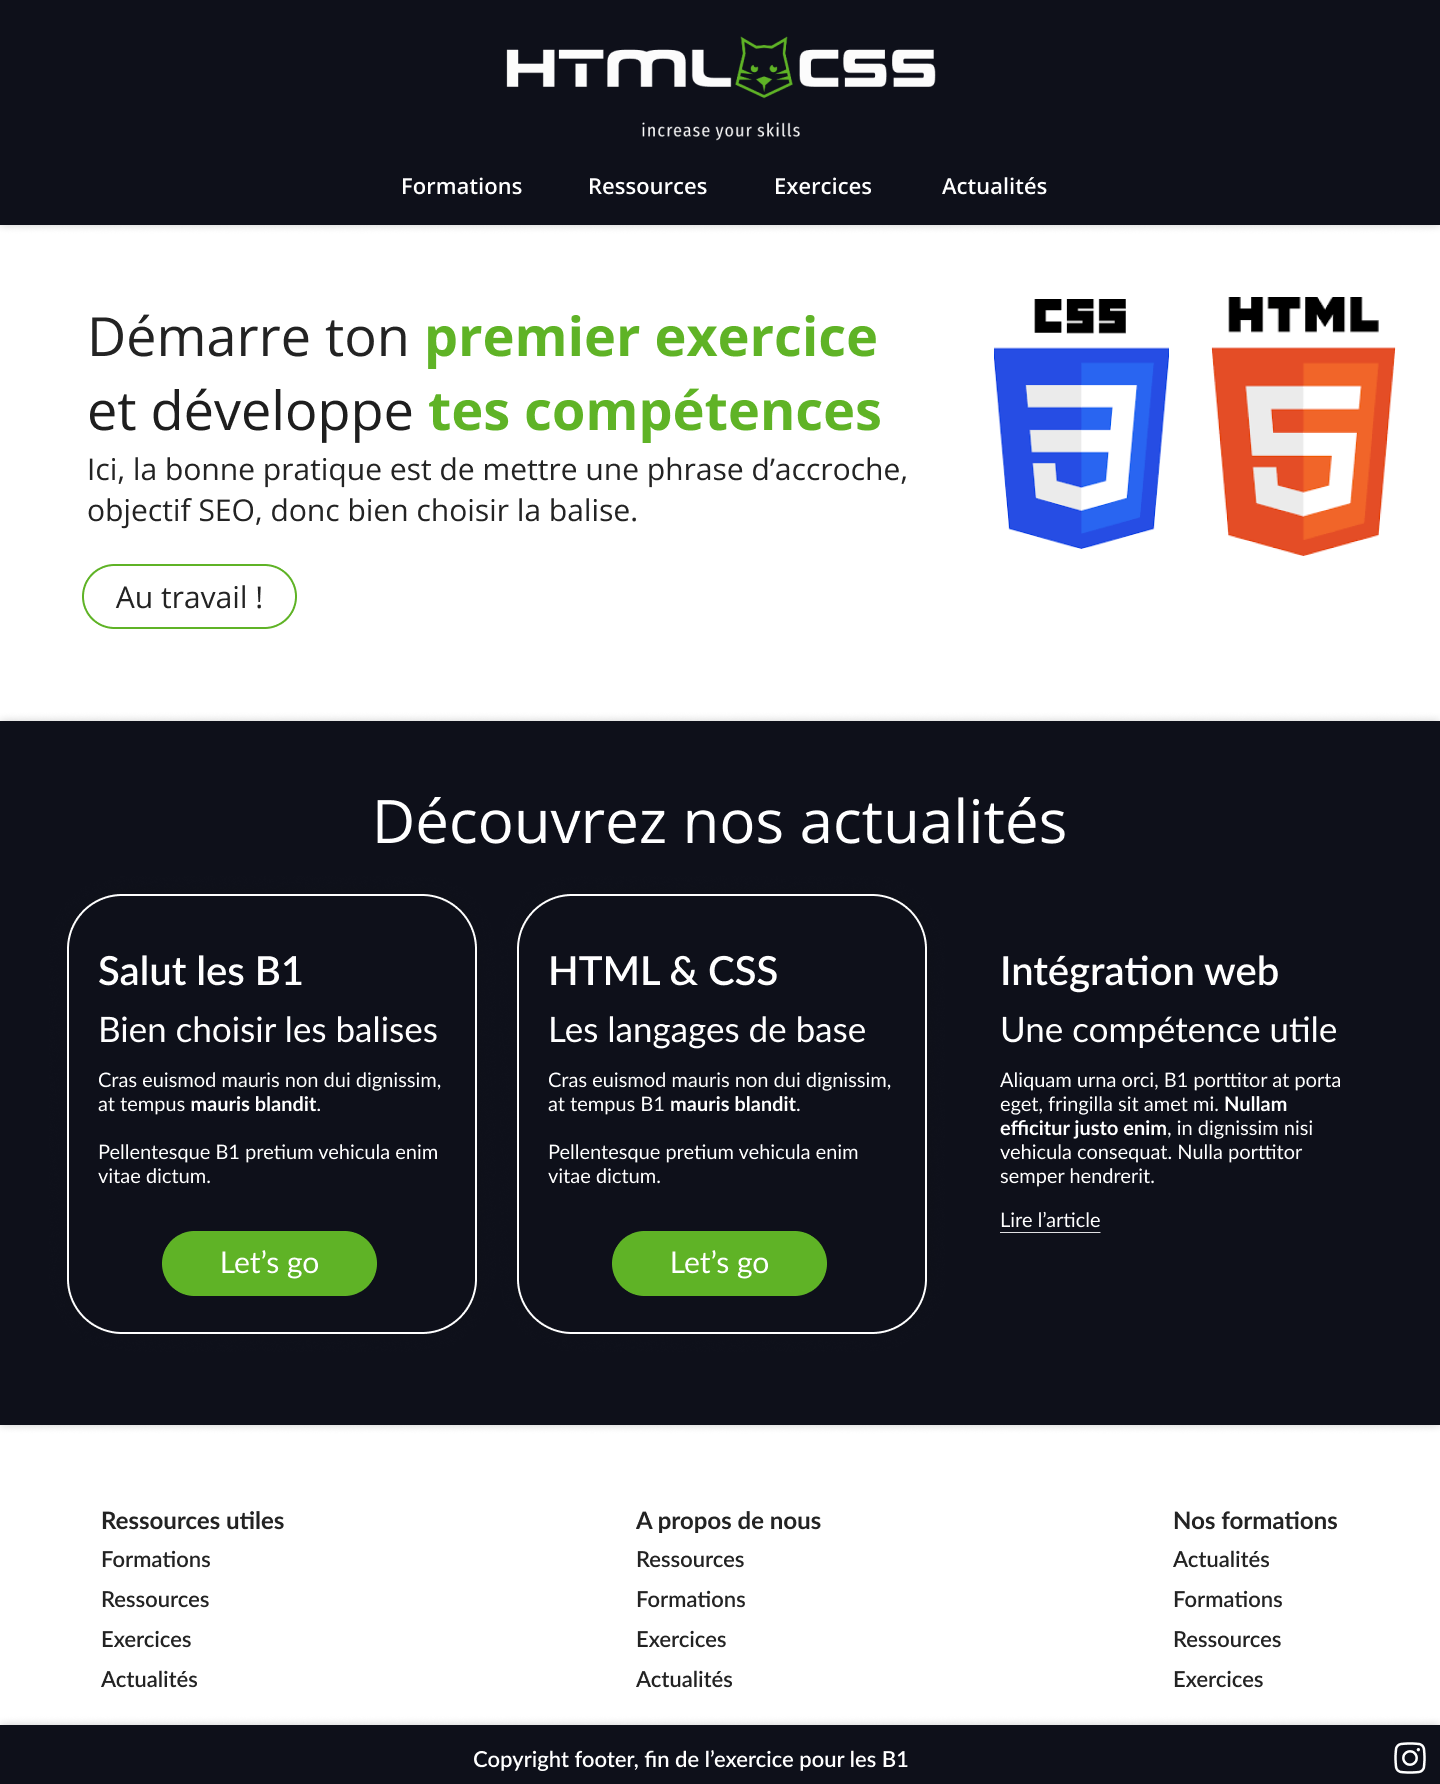 HTML CSS
increase your skills
Formations Ressources Exercices Actualités
Démarre ton premier exercice
et développe tes compétences
Ici, la bonne pratique est de mettre une phrase d’accroche,
objectif SEO, donc bien choisir la balise.
Au travail !
CSS HTML
3 5
Découvrez nos actualités
Salut les B1
Bien choisir les balises
Cras euismod mauris non dui dignissim,
at tempus mauris blandit.
Pellentesque B1 pretium vehicula enim
vitae dictum.
Let’s go
HTML & CSS
Les langages de base
Cras euismod mauris non dui dignissim,
at tempus B1 mauris blandit.
Pellentesque pretium vehicula enim
vitae dictum.
Let’s go
Intégration web
Une compétence utile
Aliquam urna orci, B1 porttitor at porta
eget, fringilla sit amet mi. Nullam
efficitur justo enim, in dignissim nisi
vehicula consequat. Nulla porttitor
semper hendrerit.
Lire l’article
Ressources utiles
Formations
Ressources
Exercices
Actualités
A propos de nous
Ressources
Formations
Exercices
Actualités
Nos formations
Actualités
Formations
Ressources
Exercices
Copyright footer, fin de l’exercice pour les B1